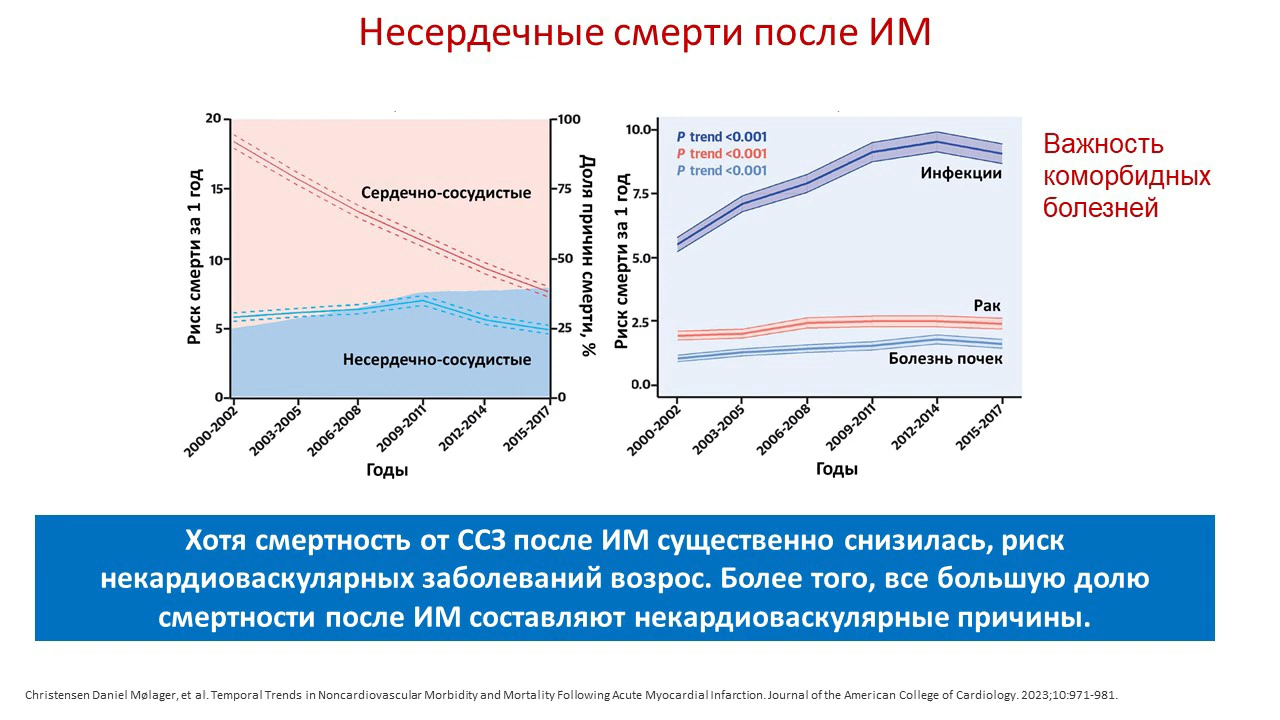 Несердечные смерти после ИМ
20
15
10
5
0
Риск смерти за 1 год
100
75
50
25
0
Доля причин смерти, %
Сердечно-сосудистые
Несердечно-сосудистые
2000-2002
2003-2005
2006-2008
2009-2011
2012-2014
2015-2017
Годы
10.0
7.5
5.0
2.5
0.0
Риск смерти за 1 год
P trend <0.001
P trend <0.001
P trend <0.001
Инфекции
Рак
Болезнь почек
2000-2002
2003-2005
2006-2008
2009-2011
2012-2014
2015-2017
Годы
Важность
коморбидных
болезней
Хотя смертность от ССЗ после ИМ существенно снизилась, риск
некардиоваскулярных заболеваний возрос. Более того, все большую долю
смертности после ИМ составляют некардиоваскулярные причины.
Christensen Daniel Mølager, et al. Temporal Trends in Noncardiovascular Morbidity and Mortality Following Acute Myocardial Infarction. Journal of the American College of Cardiology. 2023;10:971-981.